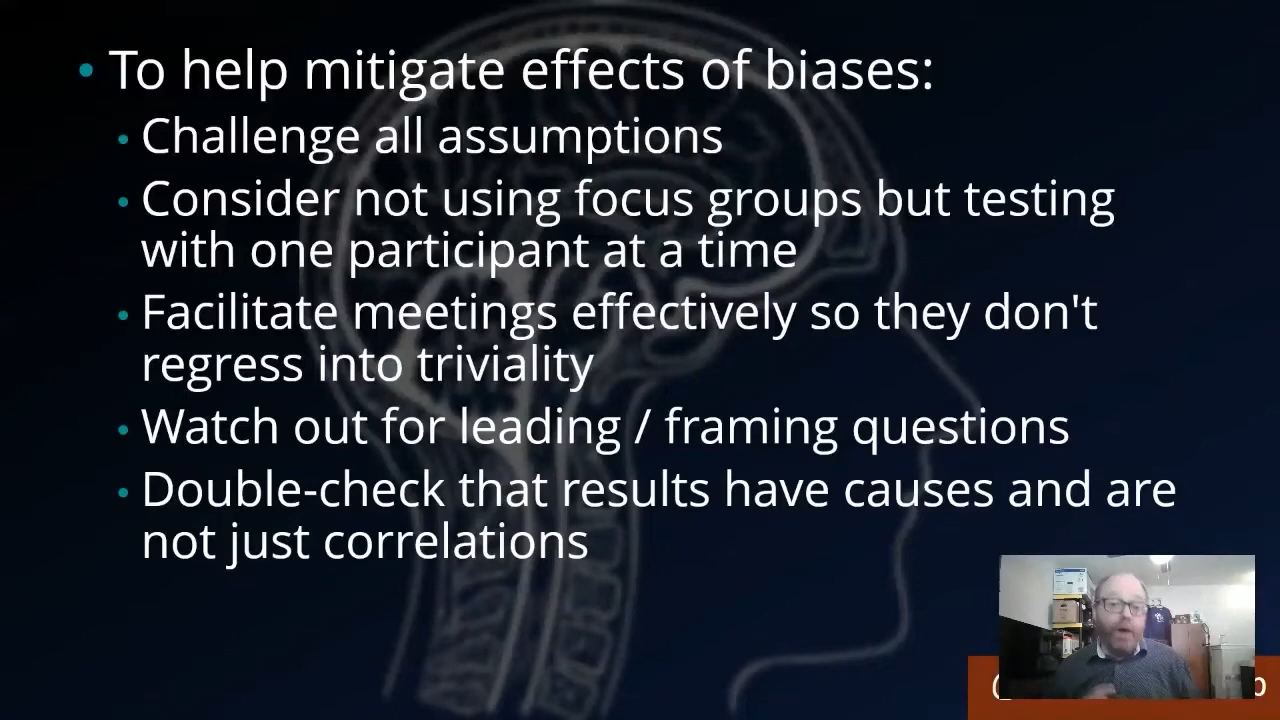 • To help mitigate effects of biases:
• Challenge all assumptions
• Consider not using focus groups but testing
with one participant at a time
• Facilitate meetings effectively so they don't
regress into triviality
• Watch out for leading / framing questions
• Double-check that results have causes and are
not just correlations